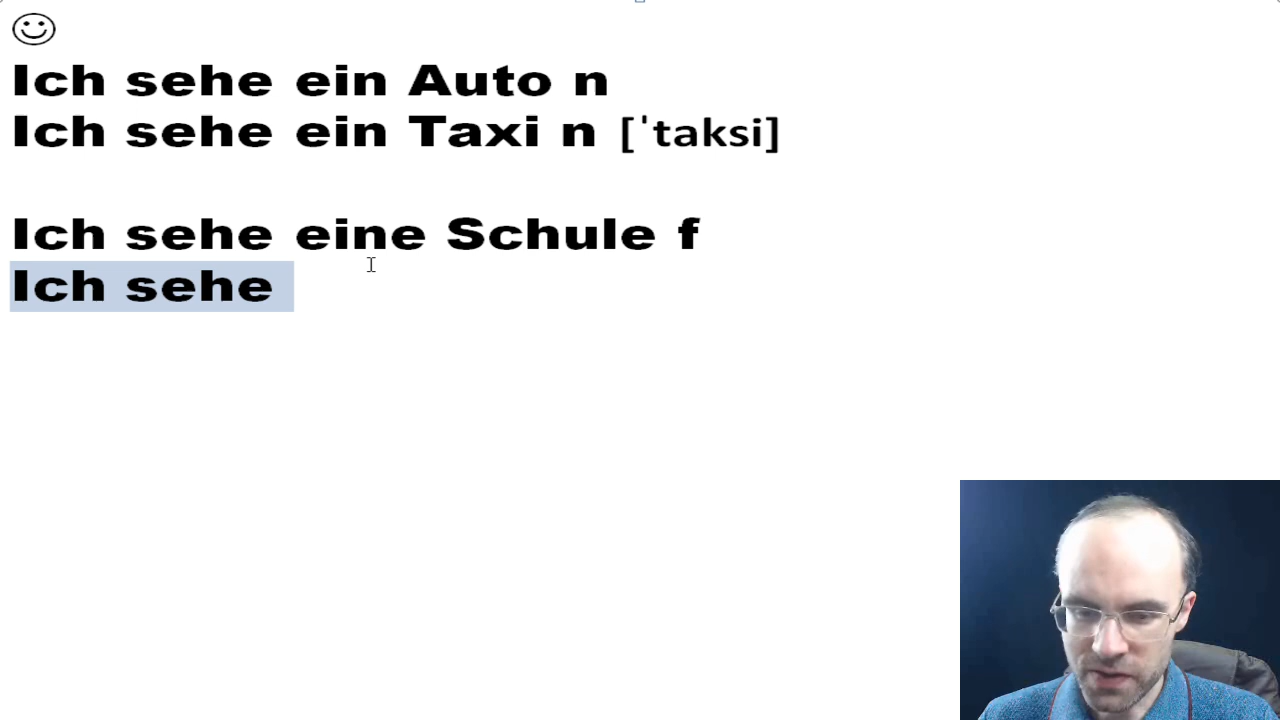 Ich sehe ein Auto n
Ich sehe ein Taxi n [ˈtaksi]
Ich sehe eine Schule f
Ich sehe